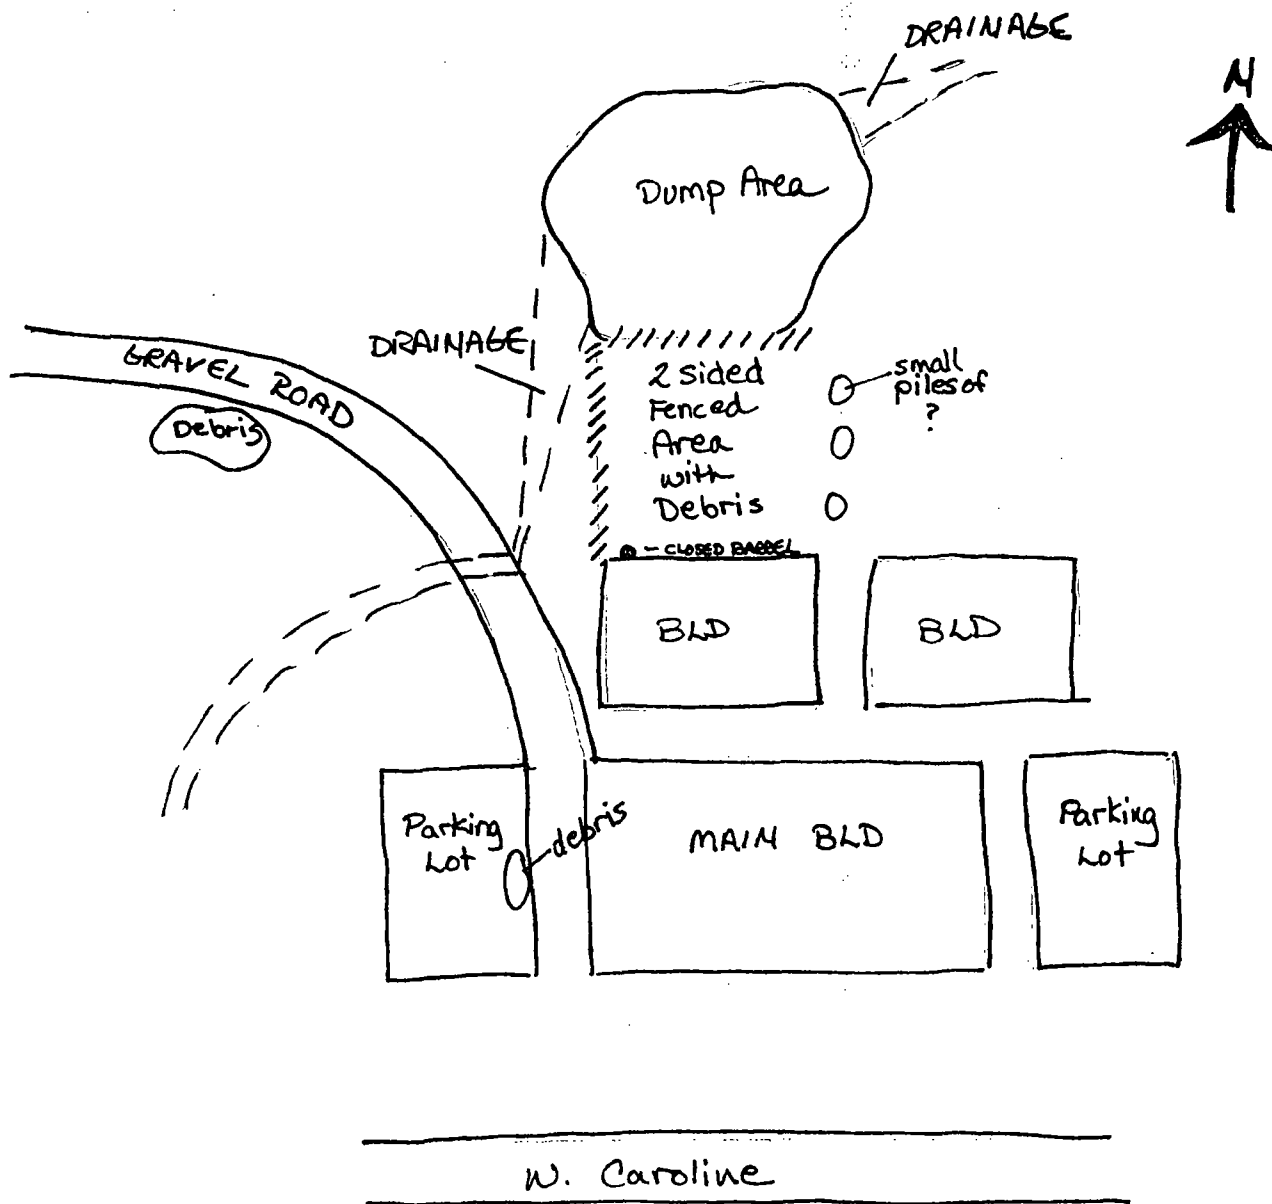 DRAINAGE
N
Dump Area
DRAINAGE
GRAVEL ROAD
Debris
2 sided
Fenced
Area
with
Debris
small
piles of
?
- CLOSED BARREL
BLD
BLD
Parking
Lot
debris
MAIN BLD
Parking
Lot
W. Caroline